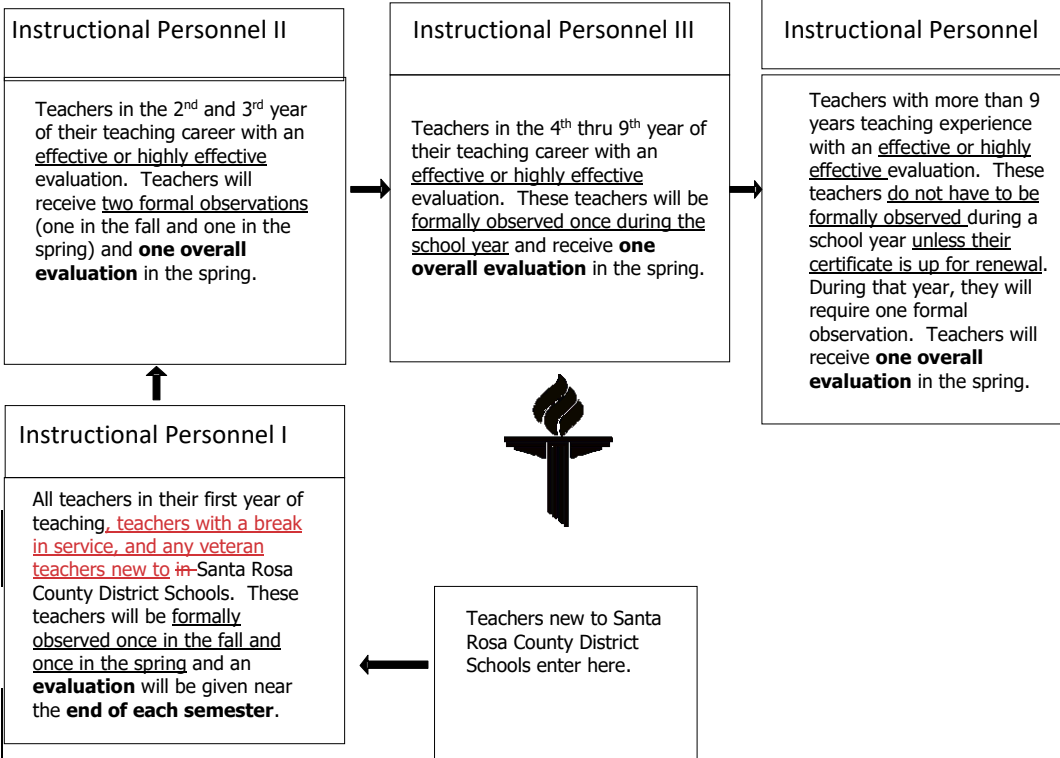 Instructional Personnel II
Teachers in the 2nd and 3rd year
of their teaching career with an
effective or highly effective
evaluation.  Teachers will
receive two formal observations
(one in the fall and one in the
spring) and one overall
evaluation in the spring.
Instructional Personnel III
Teachers in the 4th thru 9th year of
their teaching career with an
effective or highly effective
evaluation.  These teachers will be
formally observed once during the
school year and receive one
overall evaluation in the spring.
Instructional Personnel
Teachers with more than 9
years teaching experience
with an effective or highly
effective evaluation.  These
teachers do not have to be
formally observed during a
school year unless their
certificate is up for renewal.
During that year, they will
require one formal
observation.  Teachers will
receive one overall
evaluation in the spring.
Instructional Personnel I
All teachers in their first year of
teaching, teachers with a break
in service, and any veteran
teachers new to in Santa Rosa
County District Schools.  These
teachers will be formally
observed once in the fall and
once in the spring and an
evaluation will be given near
the end of each semester.
Teachers new to Santa
Rosa County District
Schools enter here.